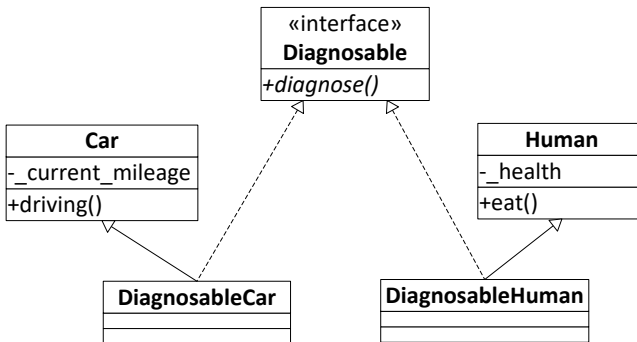 «interface»
Diagnosable
+diagnose()
Car
-_current_mileage
+driving()
Human
-_health
+eat()
DiagnosableCar
DiagnosableHuman